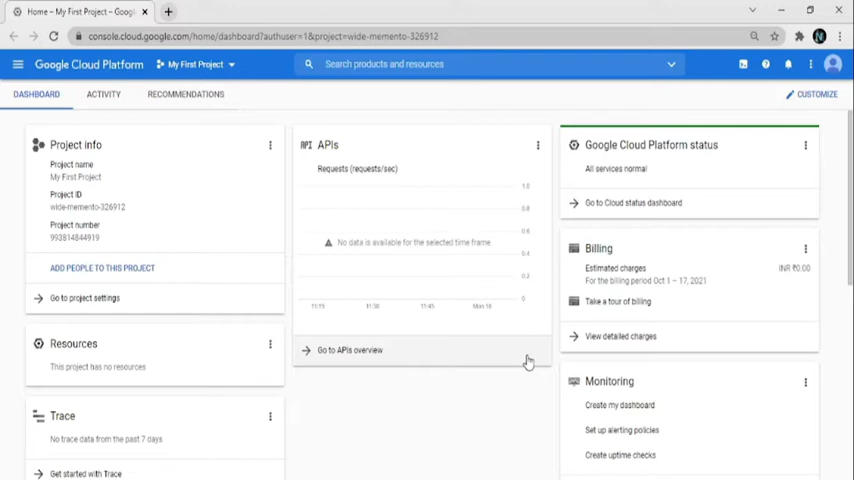 Home – My First Project – Google
console.cloud.google.com/home/dashboard?authuser=1&project=wide-memento-326912
Google Cloud Platform
My First Project
Search products and resources
DASHBOARD
ACTIVITY
RECOMMENDATIONS
CUSTOMIZE
Project info
Project name
My First Project
Project ID
wide-memento-326912
Project number
993814844919
ADD PEOPLE TO THIS PROJECT
Go to project settings
Resources
This project has no resources
Trace
No trace data from the past 7 days
Get started with Trace
API APIs
Requests (requests/sec)
1.0
0.8
No data is available for the selected time frame
0.6
0.4
0.2
0
11:15
11:30
11:45
Mon 18
Go to APIs overview
Google Cloud Platform status
All services normal
Go to Cloud status dashboard
Billing
Estimated charges
INR ₹0.00
For the billing period Oct 1 – 17, 2021
Take a tour of billing
View detailed charges
Monitoring
Create my dashboard
Set up alerting policies
Create uptime checks